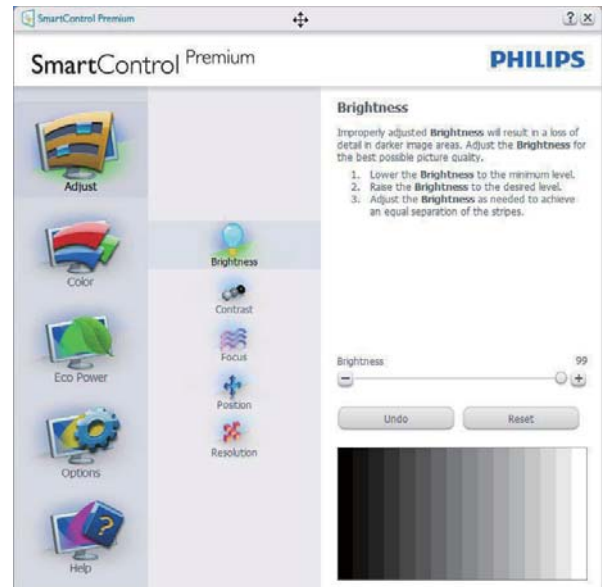 SmartControl Premium
? x
SmartControl Premium
PHILIPS
Adjust
Color
Eco Power
Options
Help
Brightness
Contrast
Focus
Position
Resolution
Brightness
Improperly adjusted Brightness will result in a loss of
detail in darker image areas. Adjust the Brightness for
the best possible picture quality.
1. Lower the Brightness to the minimum level.
2. Raise the Brightness to the desired level.
3. Adjust the Brightness as needed to achieve
an equal separation of the stripes.
Brightness 99
Undo Reset